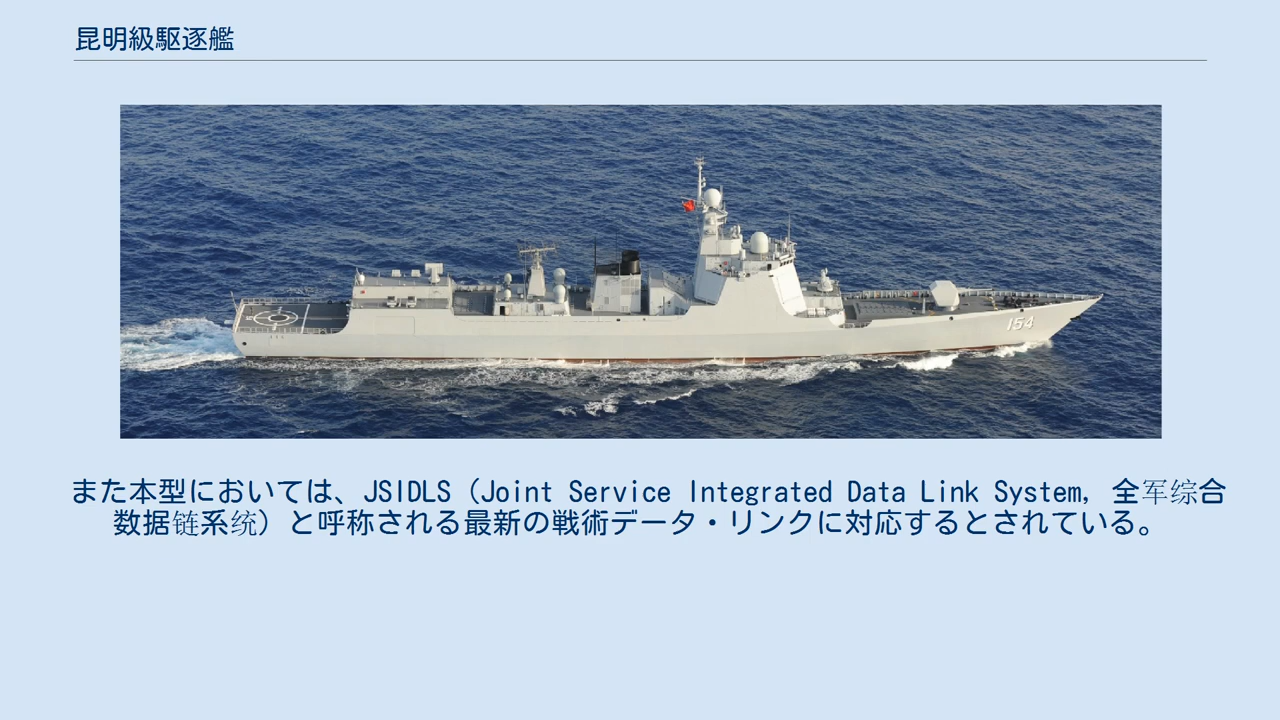 昆明級駆逐艦
154
また本型においては、JSIDLS（Joint Service Integrated Data Link System, 全军综合
数据链系统）と呼称される最新の戦術データ・リンクに対応するとされている。